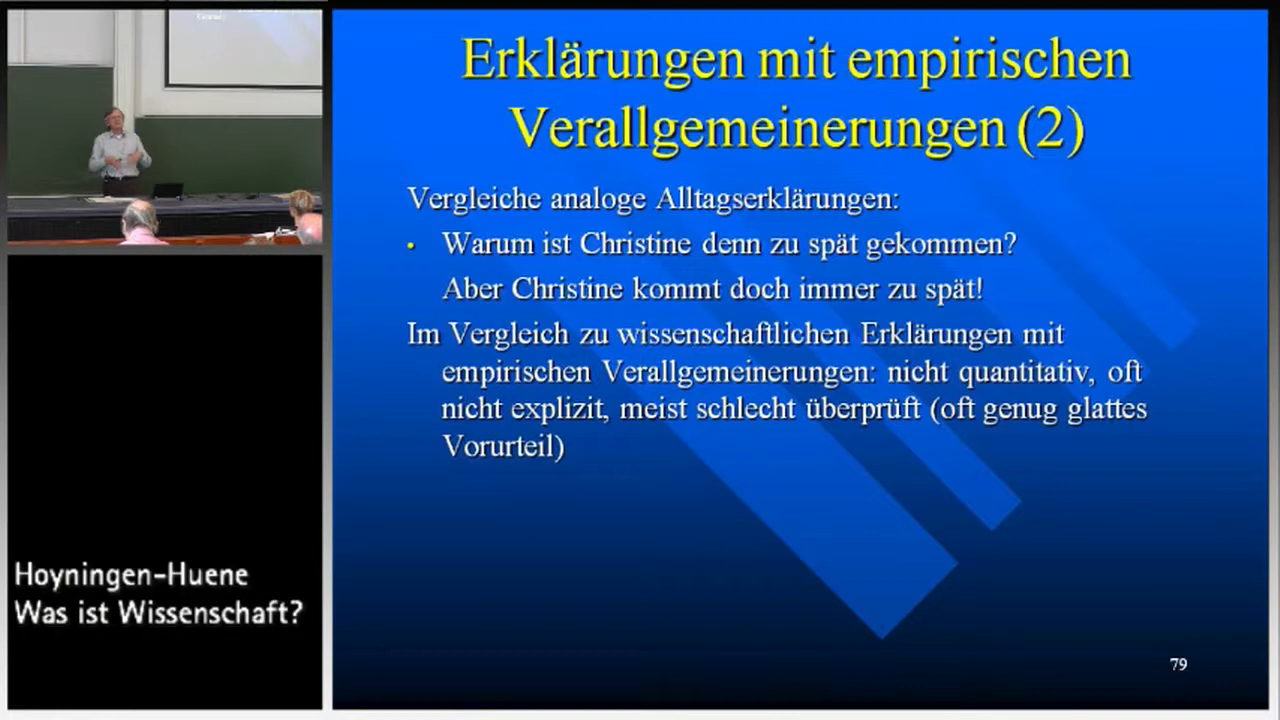 Erklärungen mit empirischen
Verallgemeinerungen (2)
Vergleiche analoge Alltagserklärungen:
• Warum ist Christine denn zu spät gekommen?
Aber Christine kommt doch immer zu spät!
Im Vergleich zu wissenschaftlichen Erklärungen mit
empirischen Verallgemeinerungen: nicht quantitativ, oft
nicht explizit, meist schlecht überprüft (oft genug glattes
Vorurteil)
79
Hoyningen-Huene
Was ist Wissenschaft?